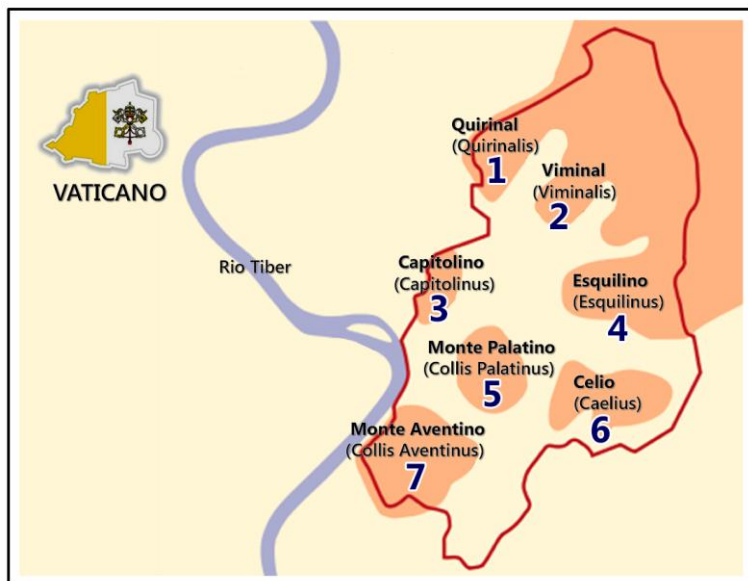 VATICANO
Rio Tiber
Quirinal
(Quirinalis)
1
Viminal
(Viminalis)
2
Capitolino
(Capitolinus)
3
Esquilino
(Esquilinus)
4
Monte Palatino
(Collis Palatinus)
5
Celio
(Caelius)
6
Monte Aventino
(Collis Aventinus)
7